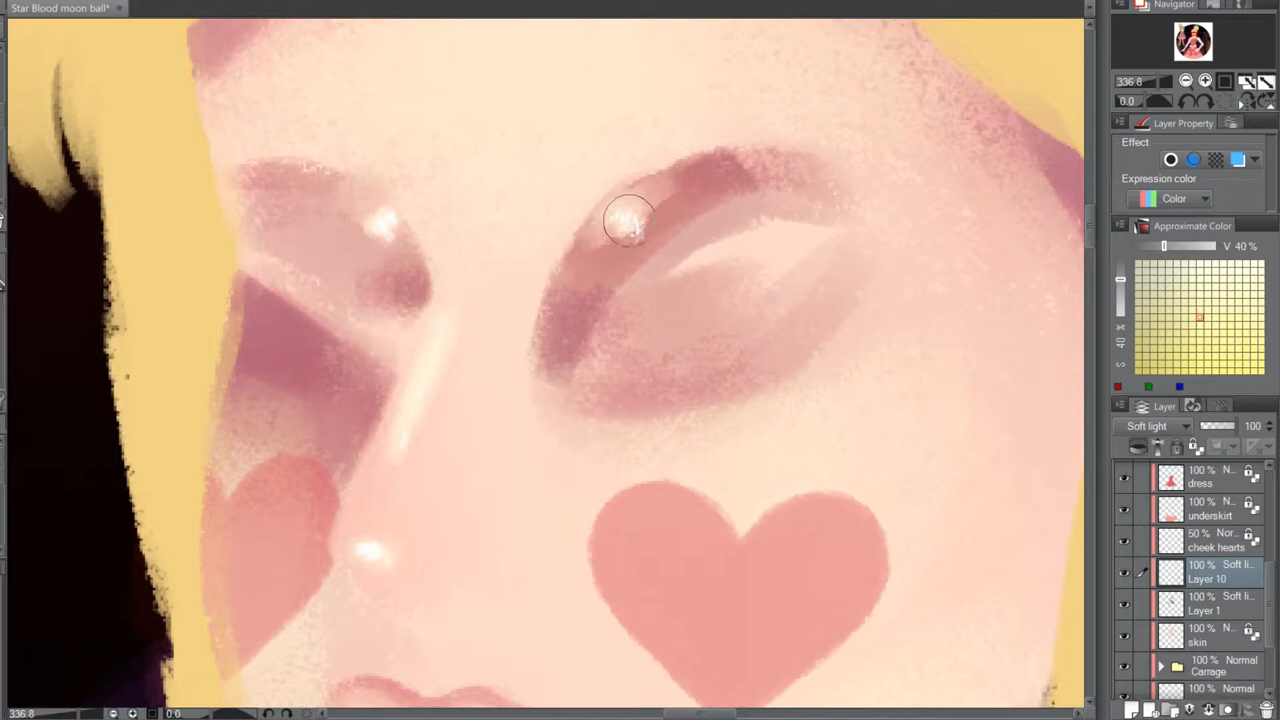 Star Blood moon ball*
Navigator
336.8
0.0
Layer Property
Effect
Expression color
Color
Approximate Color
V 40 %
40
Layer
Soft light
100
100 % N...
dress
100 % N...
underskirt
50 % Nor...
cheek hearts
100 % Soft li...
Layer 10
100 % Soft li...
Layer 1
100 % N...
skin
100 % Normal
Carrage
100 % Normal
336.8
0.0